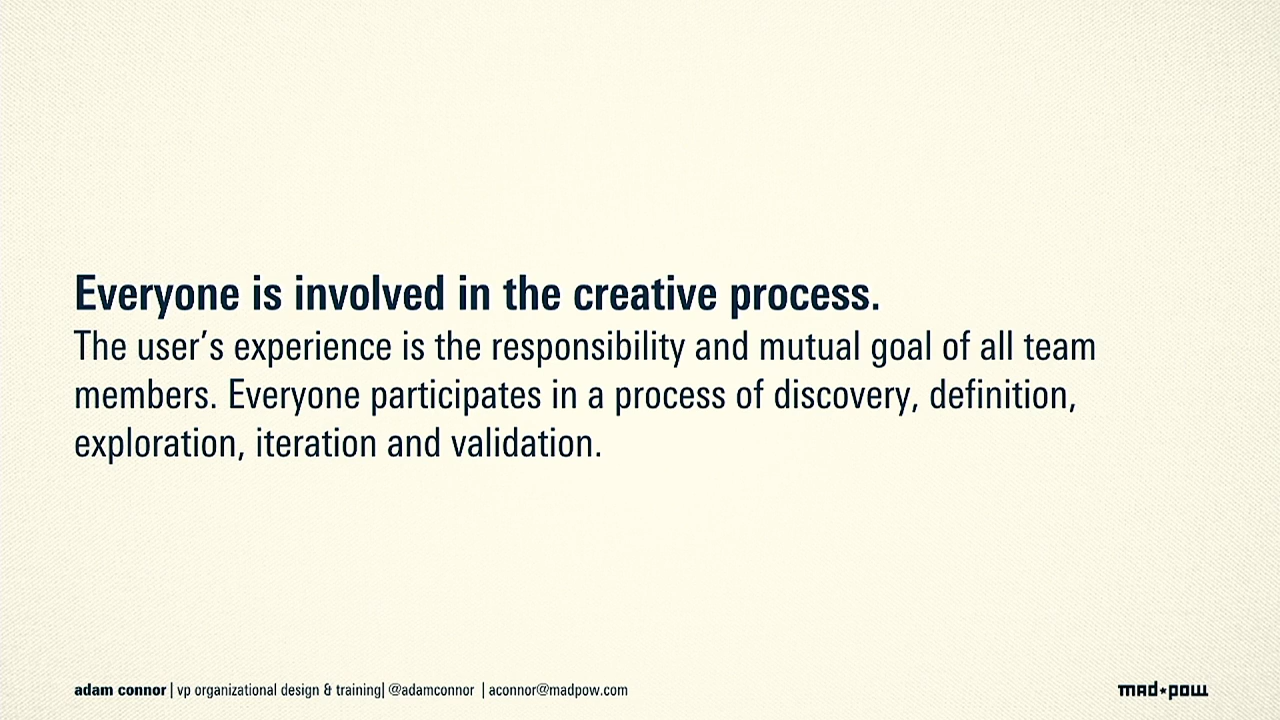 Everyone is involved in the creative process.
The user’s experience is the responsibility and mutual goal of all team
members. Everyone participates in a process of discovery, definition,
exploration, iteration and validation.
adam connor | vp organizational design & training| @adamconnor | aconnor@madpow.com
mad*pow